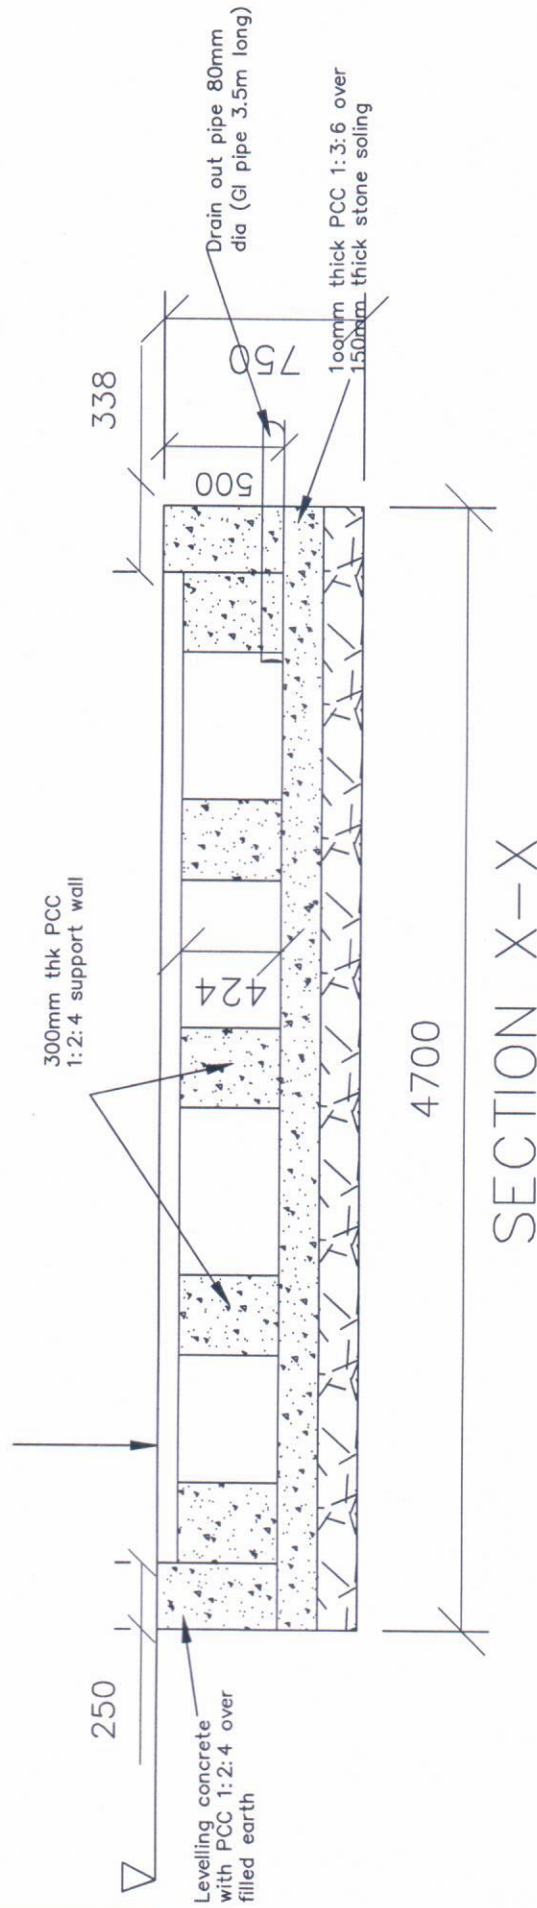 250
Levelling concrete
with PCC 1:2:4 over
filled earth
300mm thk PCC
1:2:4 support wall
338
Drain out pipe 80mm
dia (GI pipe 3.5m long)
500
750
424
100mm thick PCC 1:3:6 over
150mm thick stone soling
4700
SECTION X-X